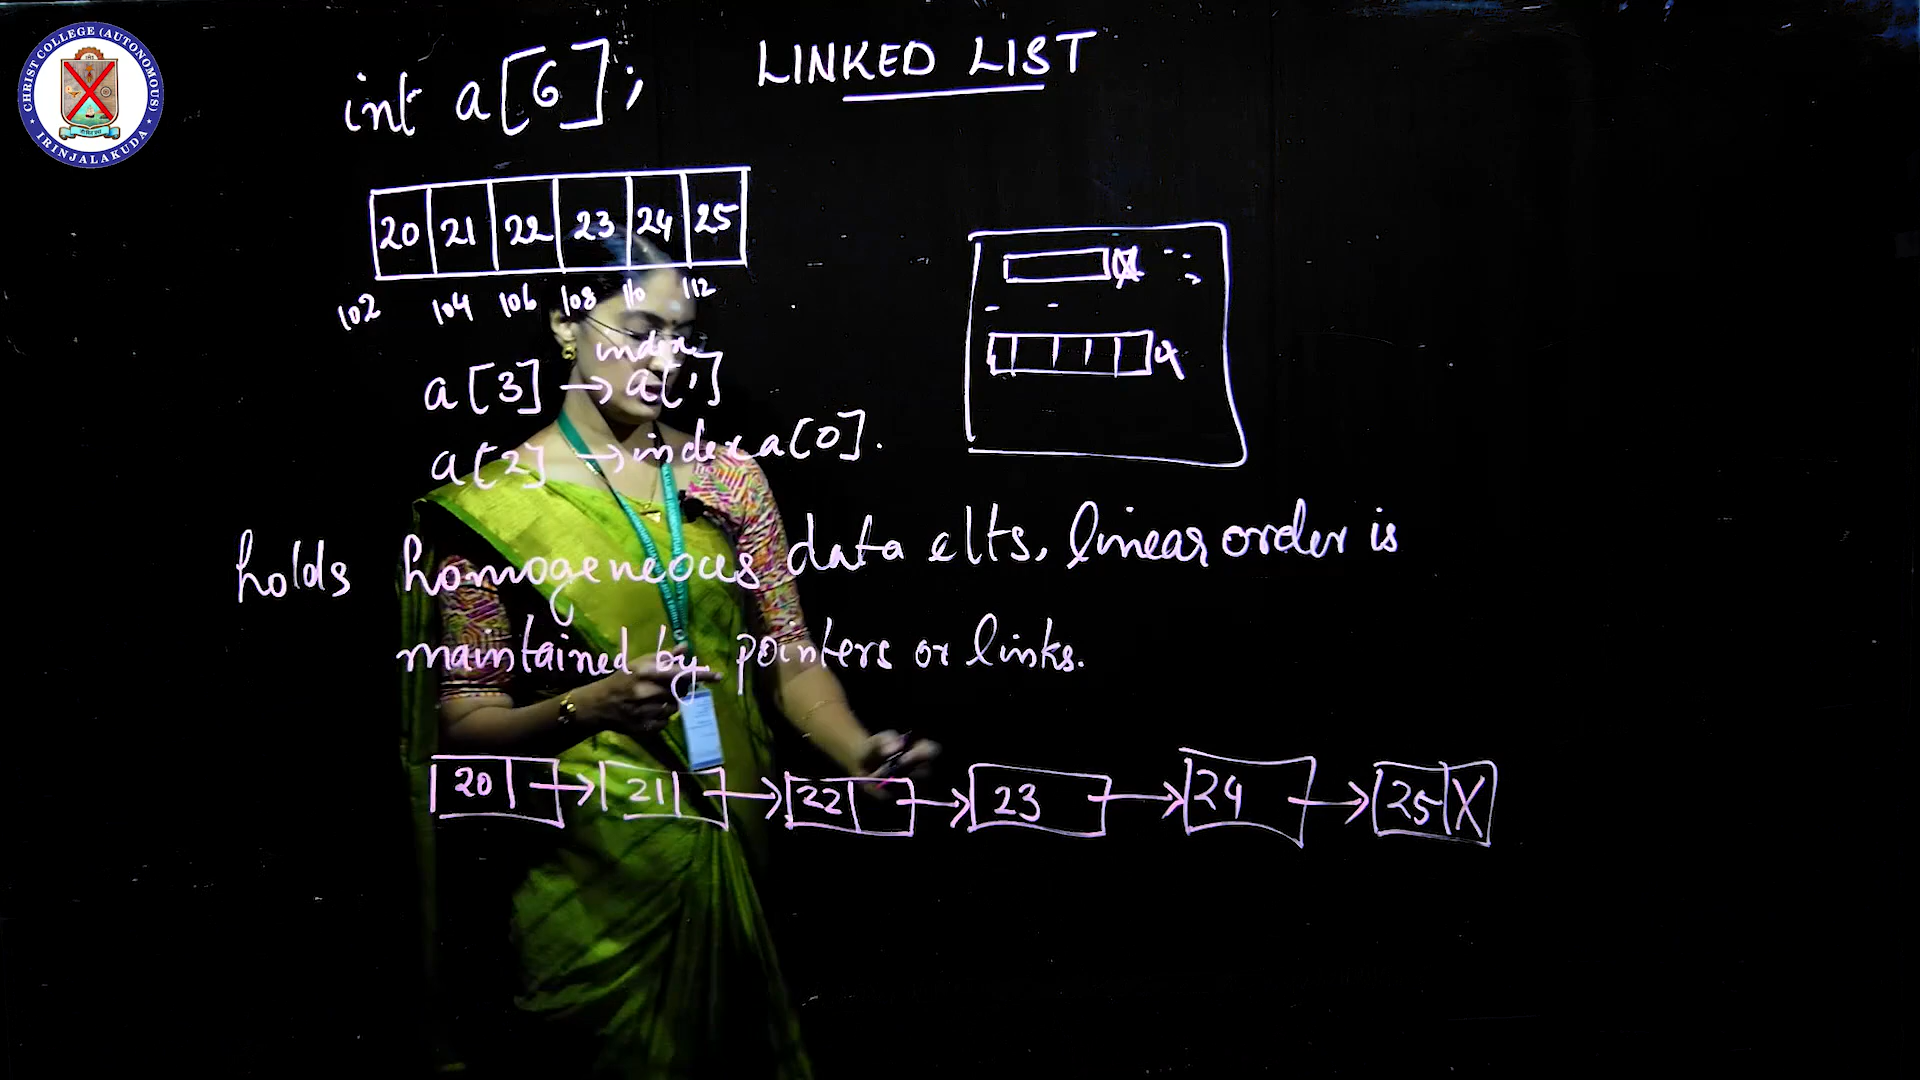 CHRIST COLLEGE (AUTONOMOUS)
IRINJALAKUDA
int a[6];
LINKED LIST
20 21 22 23 24 25
102 104 106 108 110 112
index
a[3] → a[1]
a[2] → index a[0].
holds homogeneous data elts, linear order is
maintained by pointers or links.
20 → 21 → 22 → 23 → 24 → 25 X